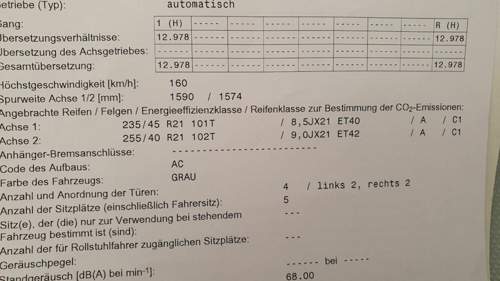 Getriebe (Typ): automatisch
Gang: 1 (H) ----- ----- ----- ----- ----- ----- ----- R (H)
Übersetzungsverhältnisse: 12.978 ----- ----- ----- ----- ----- ----- ----- 12.978
Übersetzung des Achsgetriebes: ----- ----- ----- ----- ----- ----- ----- ----- -----
Gesamtübersetzung: 12.978 ----- ----- ----- ----- ----- ----- ----- 12.978
Höchstgeschwindigkeit [km/h]: 160
Spurweite Achse 1/2 [mm]: 1590 / 1574
Angebrachte Reifen / Felgen / Energieeffizienzklasse / Reifenklasse zur Bestimmung der CO2-Emissionen:
Achse 1: 235/45 R21 101T / 8,5JX21 ET40 / A / C1
Achse 2: 255/40 R21 102T / 9,0JX21 ET42 / A / C1
Anhänger-Bremsanschlüsse: - - - - - - - - - - - - - - - - - - - -
Code des Aufbaus: AC
Farbe des Fahrzeugs: GRAU
Anzahl und Anordnung der Türen: 4 / links 2, rechts 2
Anzahl der Sitzplätze (einschließlich Fahrersitz): 5
Sitz(e), der (die) nur zur Verwendung bei stehendem ---
Fahrzeug bestimmt ist (sind):
Anzahl der für Rollstuhlfahrer zugänglichen Sitzplätze: ---
Geräuschpegel: ------ bei -----
Standgeräusch [dB(A) bei min-1]: 68.00